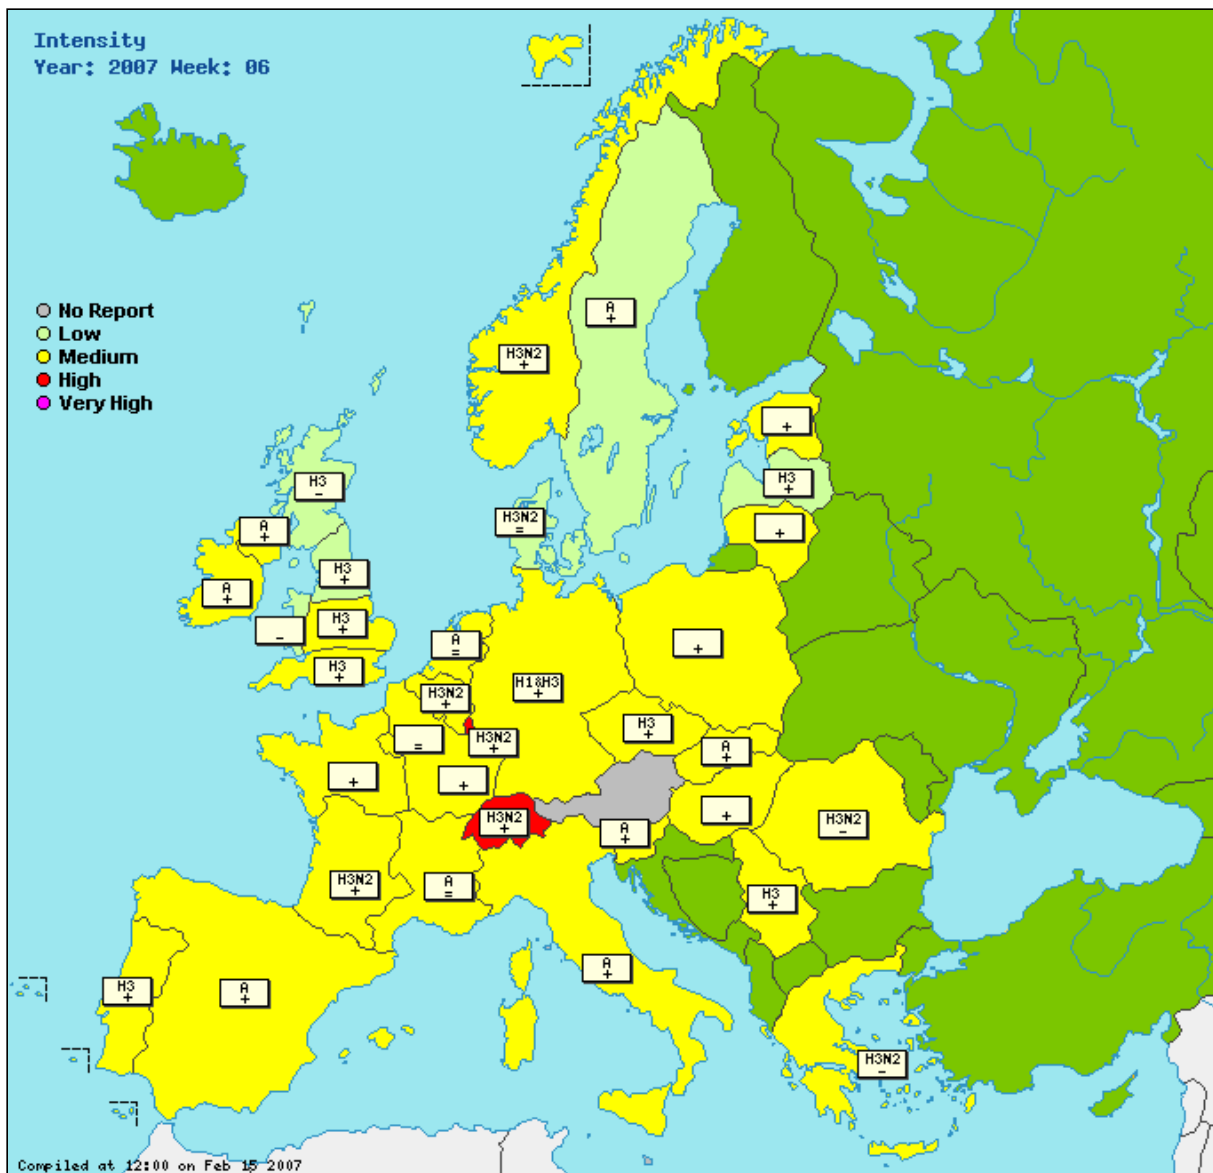 Intensity
Year: 2007 Week: 06
No Report
Low
Medium
High
Very High
A
+
H3N2
+
+
H3
+
+
H3
-
A
+
H3N2
=
H3
+
A
+
H3
+
-
H3
+
A
=
+
H1&H3
+
H3N2
+
H3
+
=
H3N2
+
A
+
+
+
+
H3N2
+
H3N2
-
A
+
H3N2
+
A
=
H3
+
A
+
H3
+
A
+
H3N2
-
Compiled at 12:00 on Feb 15 2007